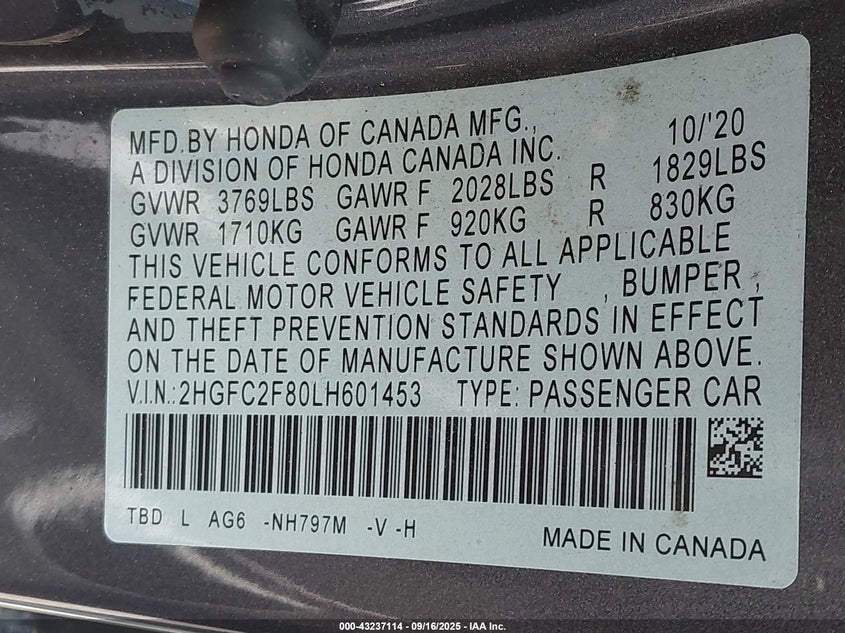 MFD.BY HONDA OF CANADA MFG., 10/'20
A DIVISION OF HONDA CANADA INC.
GVWR 3769LBS GAWR F 2028LBS R 1829LBS
GVWR 1710KG GAWR F 920KG R 830KG
THIS VEHICLE CONFORMS TO ALL APPLICABLE
FEDERAL MOTOR VEHICLE SAFETY , BUMPER ,
AND THEFT PREVENTION STANDARDS IN EFFECT
ON THE DATE OF MANUFACTURE SHOWN ABOVE.
V.I.N.: 2HGFC2F80LH601453 TYPE: PASSENGER CAR
TBD L AG6 -NH797M -V -H
MADE IN CANADA
000-43237114 - 09/16/2025 - IAA Inc.